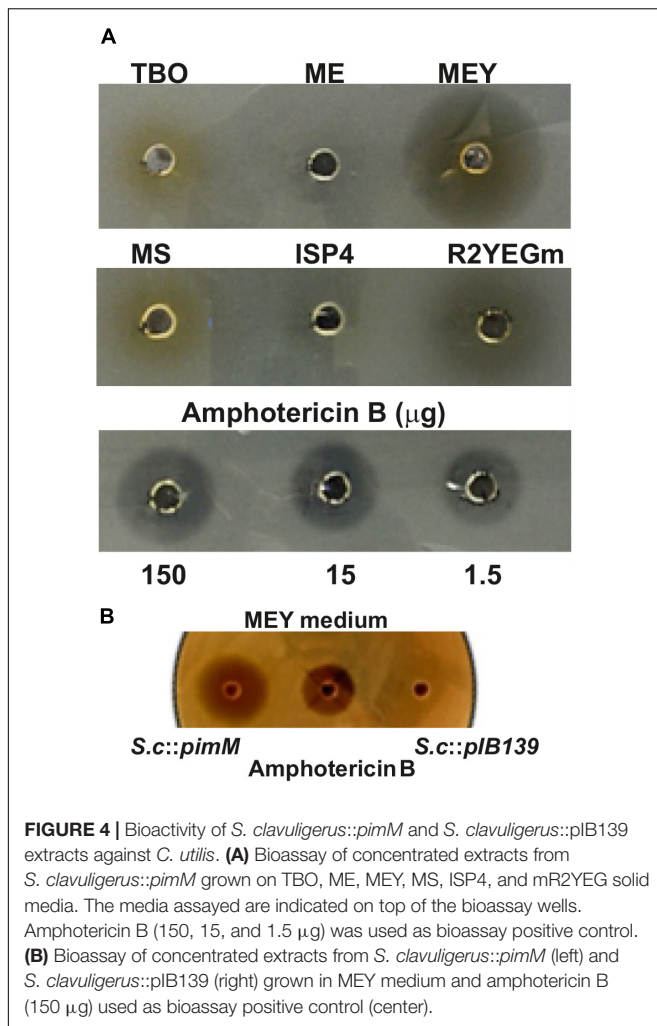 A
TBO ME MEY
MS ISP4 R2YEGm
Amphotericin B (μg)
150 15 1.5
B
MEY medium
S.c::pimM S.c::pIB139
Amphotericin B
FIGURE 4 | Bioactivity of S. clavuligerus::pimM and S. clavuligerus::pIB139
extracts against C. utilis. (A) Bioassay of concentrated extracts from
S. clavuligerus::pimM grown on TBO, ME, MEY, MS, ISP4, and mR2YEG solid
media. The media assayed are indicated on top of the bioassay wells.
Amphotericin B (150, 15, and 1.5 μg) was used as bioassay positive control.
(B) Bioassay of concentrated extracts from S. clavuligerus::pimM (left) and
S. clavuligerus::pIB139 (right) grown in MEY medium and amphotericin B
(150 μg) used as bioassay positive control (center).